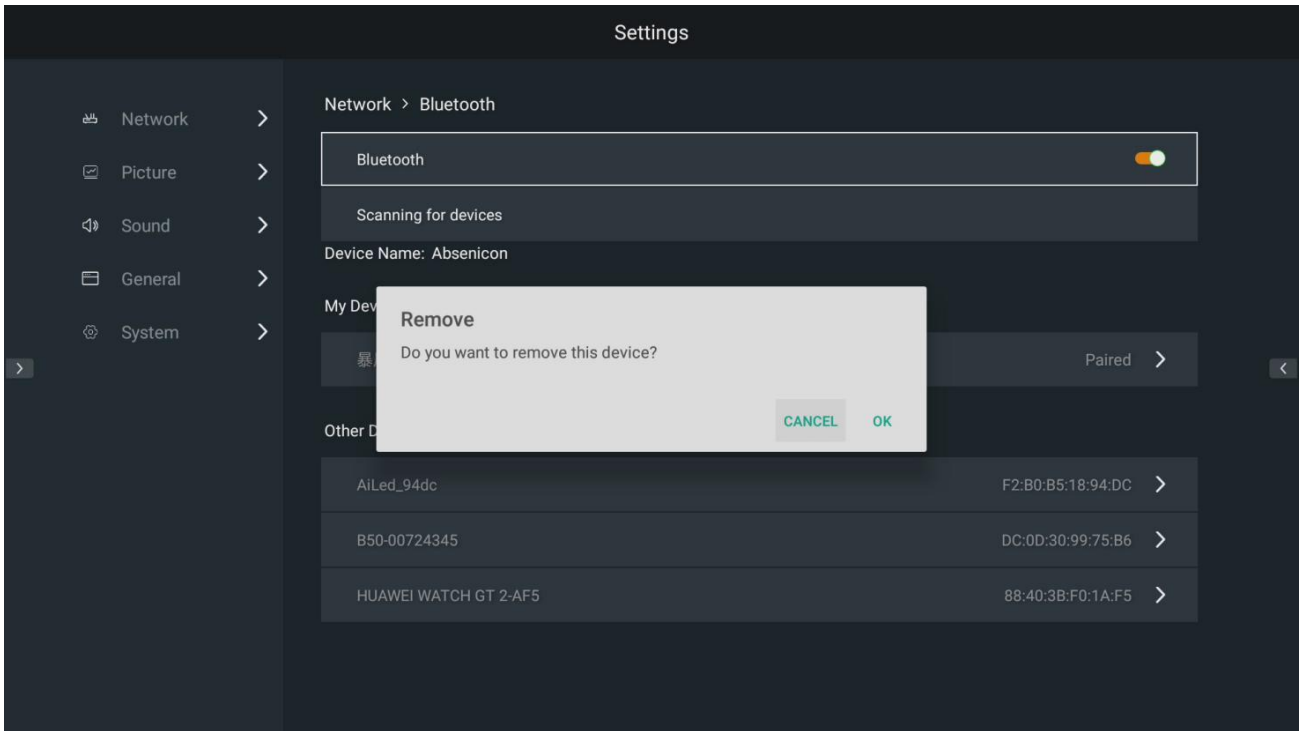 Settings
Network
Picture
Sound
General
System
Network > Bluetooth
Bluetooth
Scanning for devices
Device Name: Absenicon
My Dev
Remove
Do you want to remove this device?
CANCEL OK
暴
Paired
Other D
AiLed_94dc F2:B0:B5:18:94:DC
B50-00724345 DC:0D:30:99:75:B6
HUAWEI WATCH GT 2-AF5 88:40:3B:F0:1A:F5